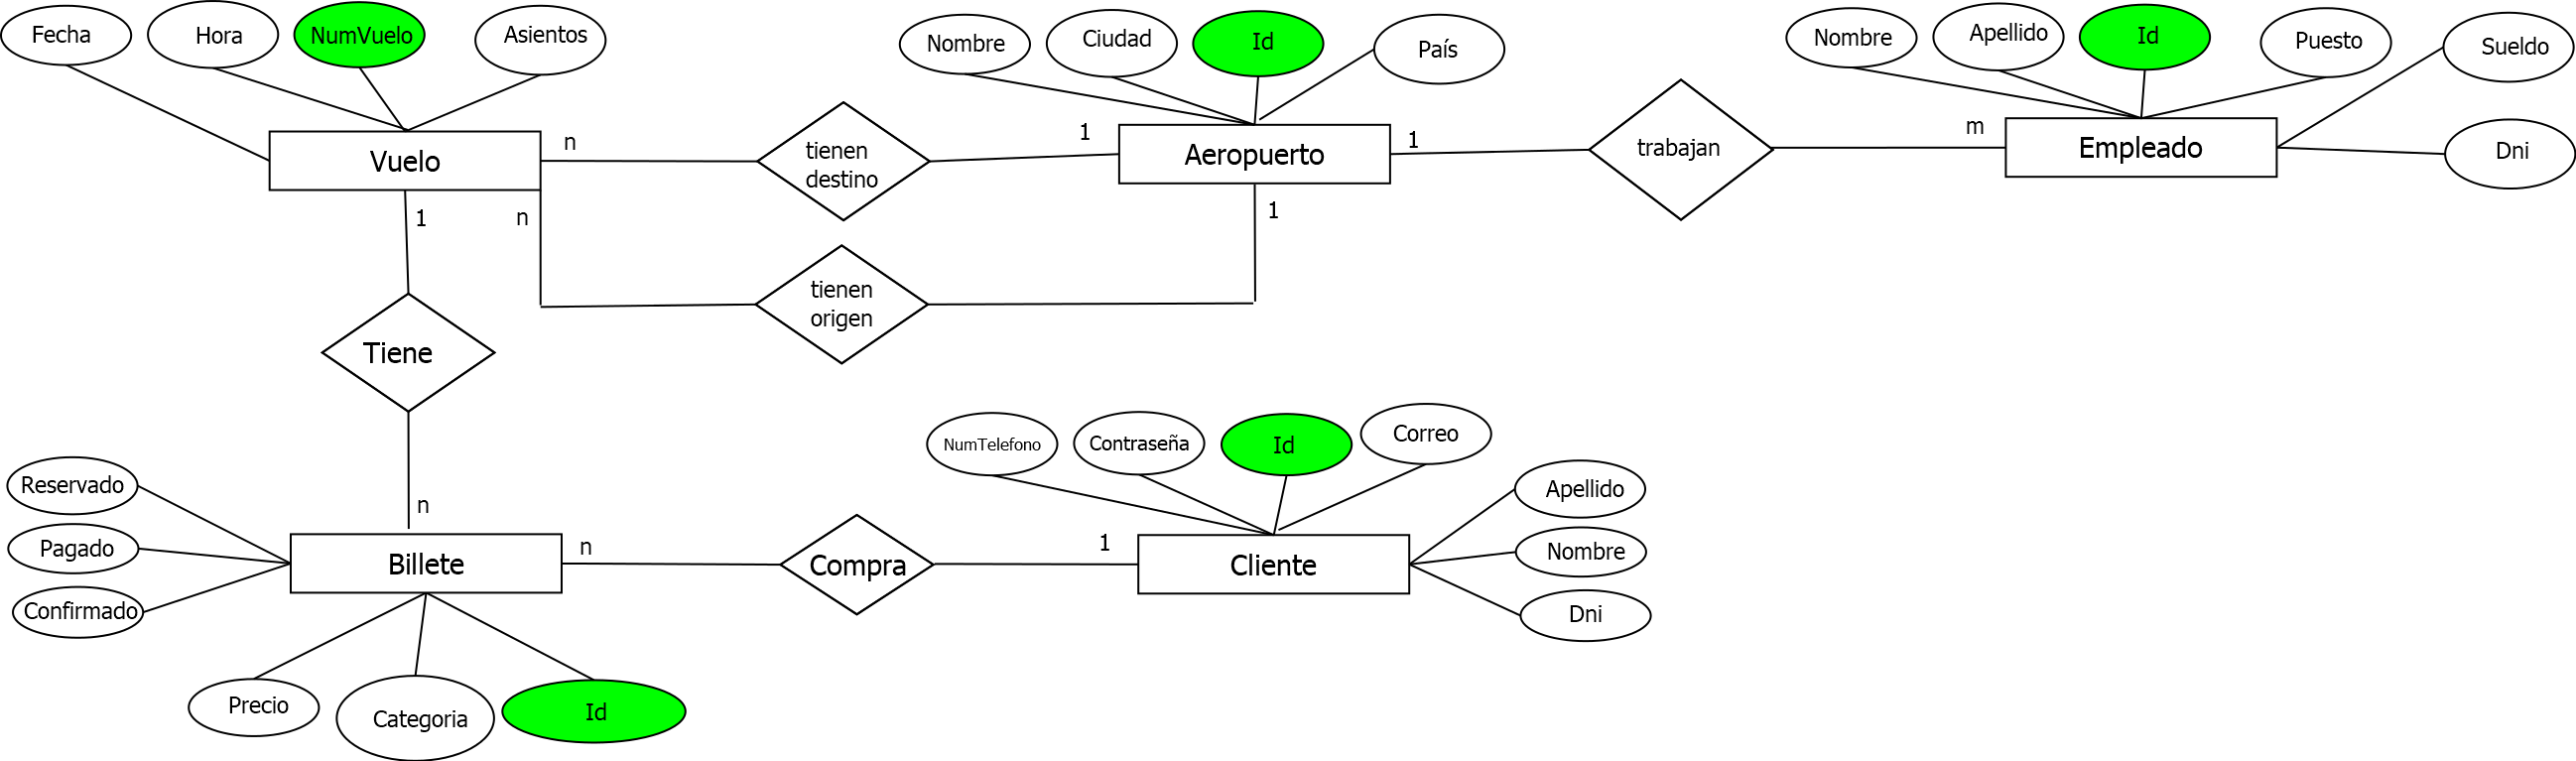 Fecha
Hora
NumVuelo
Asientos
Nombre
Ciudad
Id
País
Nombre
Apellido
Id
Puesto
Sueldo
Dni
Vuelo
n
tienen
destino
1
Aeropuerto
1
trabajan
m
Empleado
1
n
1
tienen
origen
Tiene
n
NumTelefono
Contraseña
Id
Correo
Apellido
Nombre
Dni
Reservado
Pagado
Confirmado
Billete
n
Compra
1
Cliente
Precio
Categoria
Id